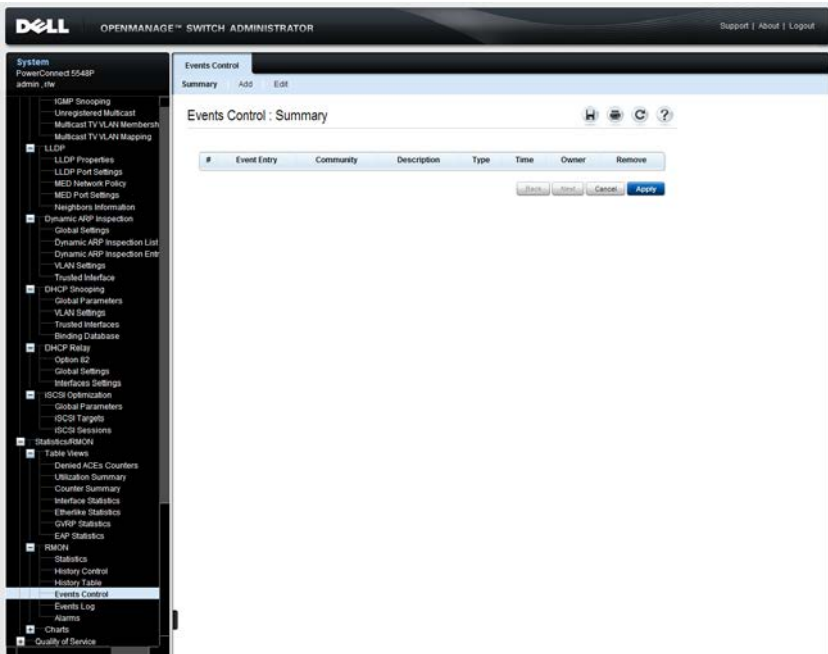 DELL
OPENMANAGE™ SWITCH ADMINISTRATOR
Support | About | Logout
System
PowerConnect 5548P
admin , r/w
IGMP Snooping
Unregistered Multicast
Multicast TV VLAN Membersh
Multicast TV VLAN Mapping
LLDP
LLDP Properties
LLDP Port Settings
MED Network Policy
MED Port Settings
Neighbors Information
Dynamic ARP Inspection
Global Settings
Dynamic ARP Inspection List
Dynamic ARP Inspection Entr
VLAN Settings
Trusted Interface
DHCP Snooping
Global Parameters
VLAN Settings
Trusted Interfaces
Binding Database
DHCP Relay
Option 82
Global Settings
Interfaces Settings
iSCSI Optimization
Global Parameters
iSCSI Targets
iSCSI Sessions
Statistics/RMON
Table Views
Denied ACEs Counters
Utilization Summary
Counter Summary
Interface Statistics
Etherlike Statistics
GVRP Statistics
EAP Statistics
RMON
Statistics
History Control
History Table
Events Control
Events Log
Alarms
Charts
Quality of Service
Events Control
Summary Add Edit
Events Control : Summary
# Event Entry Community Description Type Time Owner Remove
Back Next Cancel Apply